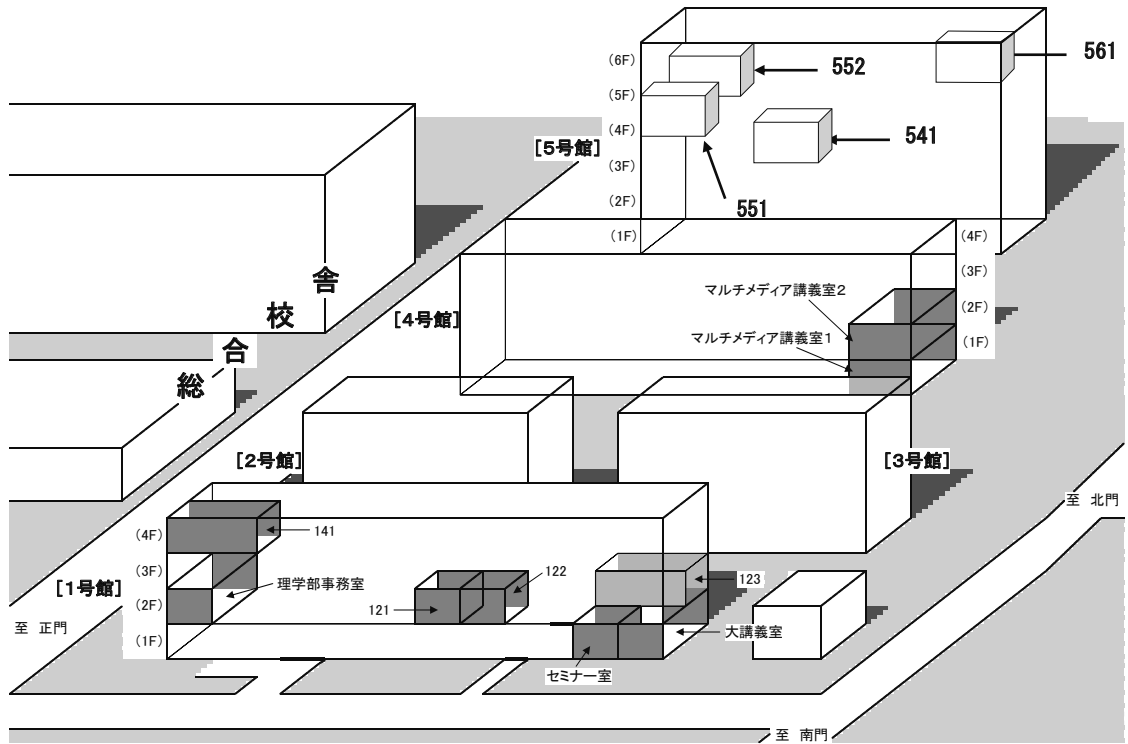 (6F)
552
561
(5F)
(4F)
541
[5号館]
(3F)
(2F)
551
(1F)
(4F)
(3F)
総合校舎
マルチメディア講義室2
(2F)
[4号館]
マルチメディア講義室1
(1F)
[2号館]
[3号館]
至 北門
(4F)
141
(3F)
[1号館]
理学部事務室
122
123
(2F)
121
至 正門
(1F)
大講義室
セミナー室
至 南門